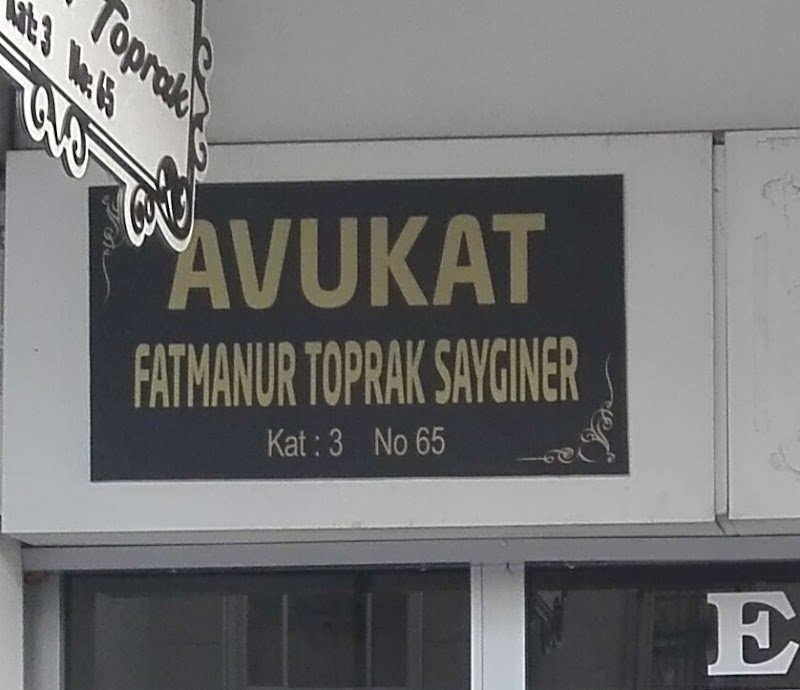 Toprak
Kat: 3 No: 65
AVUKAT
FATMANUR TOPRAK SAYGINER
Kat : 3 No 65
E